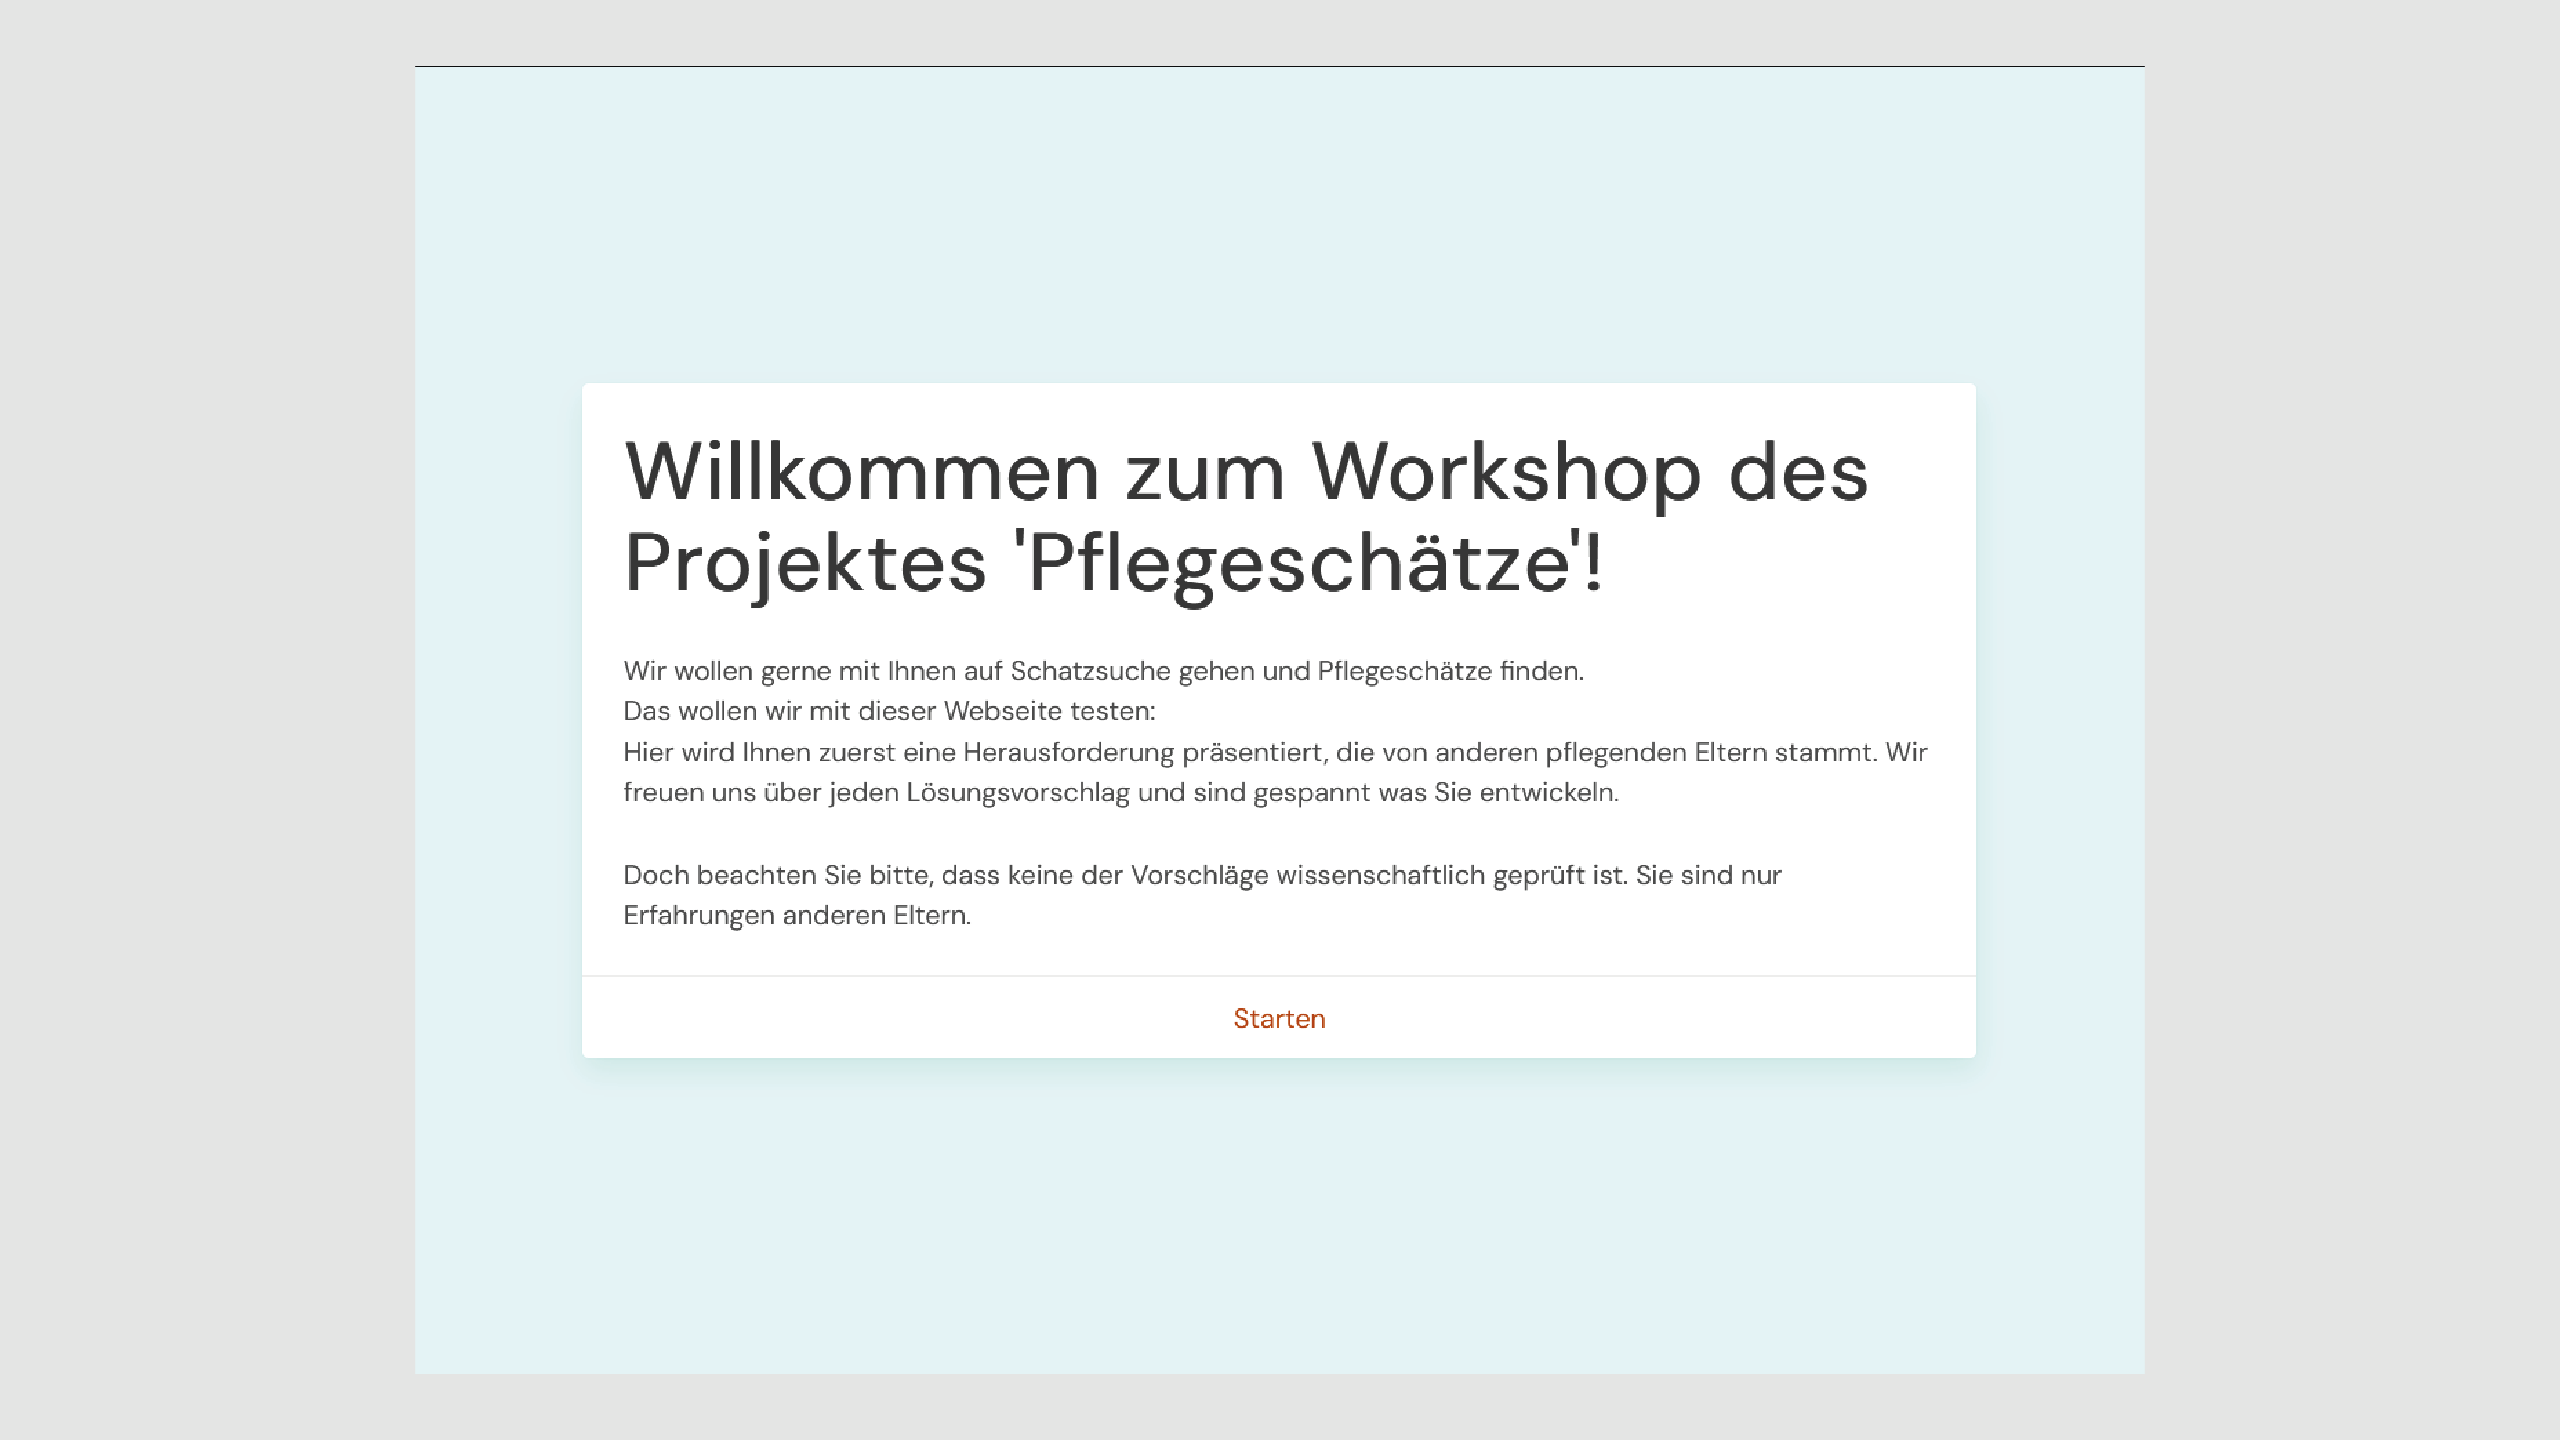 Willkommen zum Workshop des
Projektes 'Pflegeschätze'!
Wir wollen gerne mit Ihnen auf Schatzsuche gehen und Pflegeschätze finden.
Das wollen wir mit dieser Webseite testen:
Hier wird Ihnen zuerst eine Herausforderung präsentiert, die von anderen pflegenden Eltern stammt. Wir
freuen uns über jeden Lösungsvorschlag und sind gespannt was Sie entwickeln.
Doch beachten Sie bitte, dass keine der Vorschläge wissenschaftlich geprüft ist. Sie sind nur
Erfahrungen anderen Eltern.
Starten